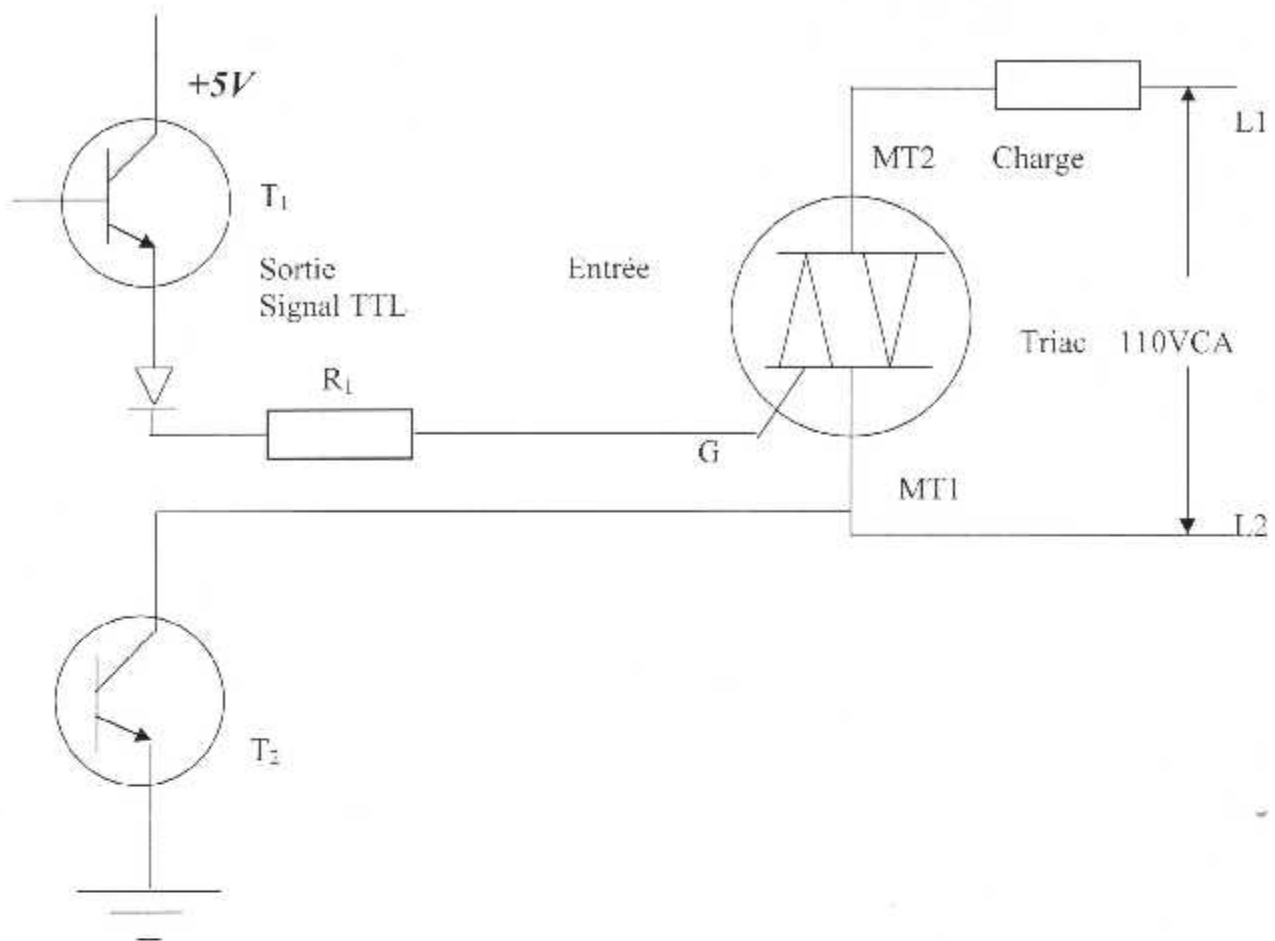 +5V
L1
MT2
Charge
T₁
Sortie
Signal TTL
Entrée
Triac
110VCA
R₁
G
MT1
L2
T₂